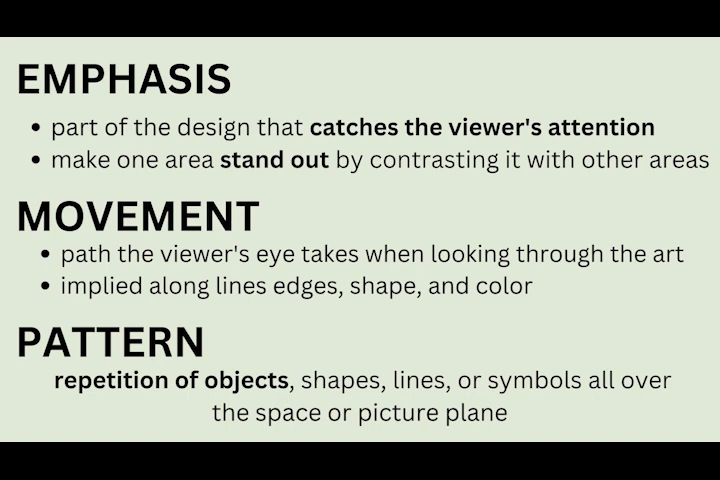 EMPHASIS
• part of the design that catches the viewer's attention
• make one area stand out by contrasting it with other areas
MOVEMENT
• path the viewer's eye takes when looking through the art
• implied along lines edges, shape, and color
PATTERN
repetition of objects, shapes, lines, or symbols all over
the space or picture plane